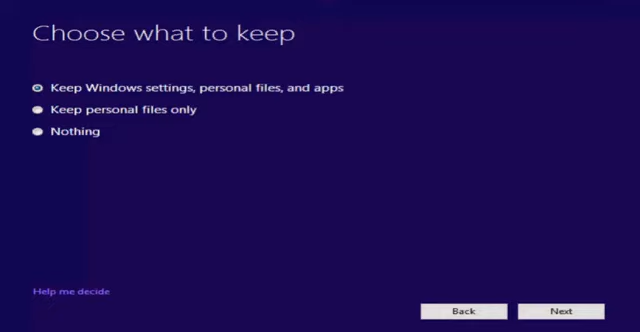 Choose what to keep
Keep Windows settings, personal files, and apps
Keep personal files only
Nothing
Help me decide
Back
Next